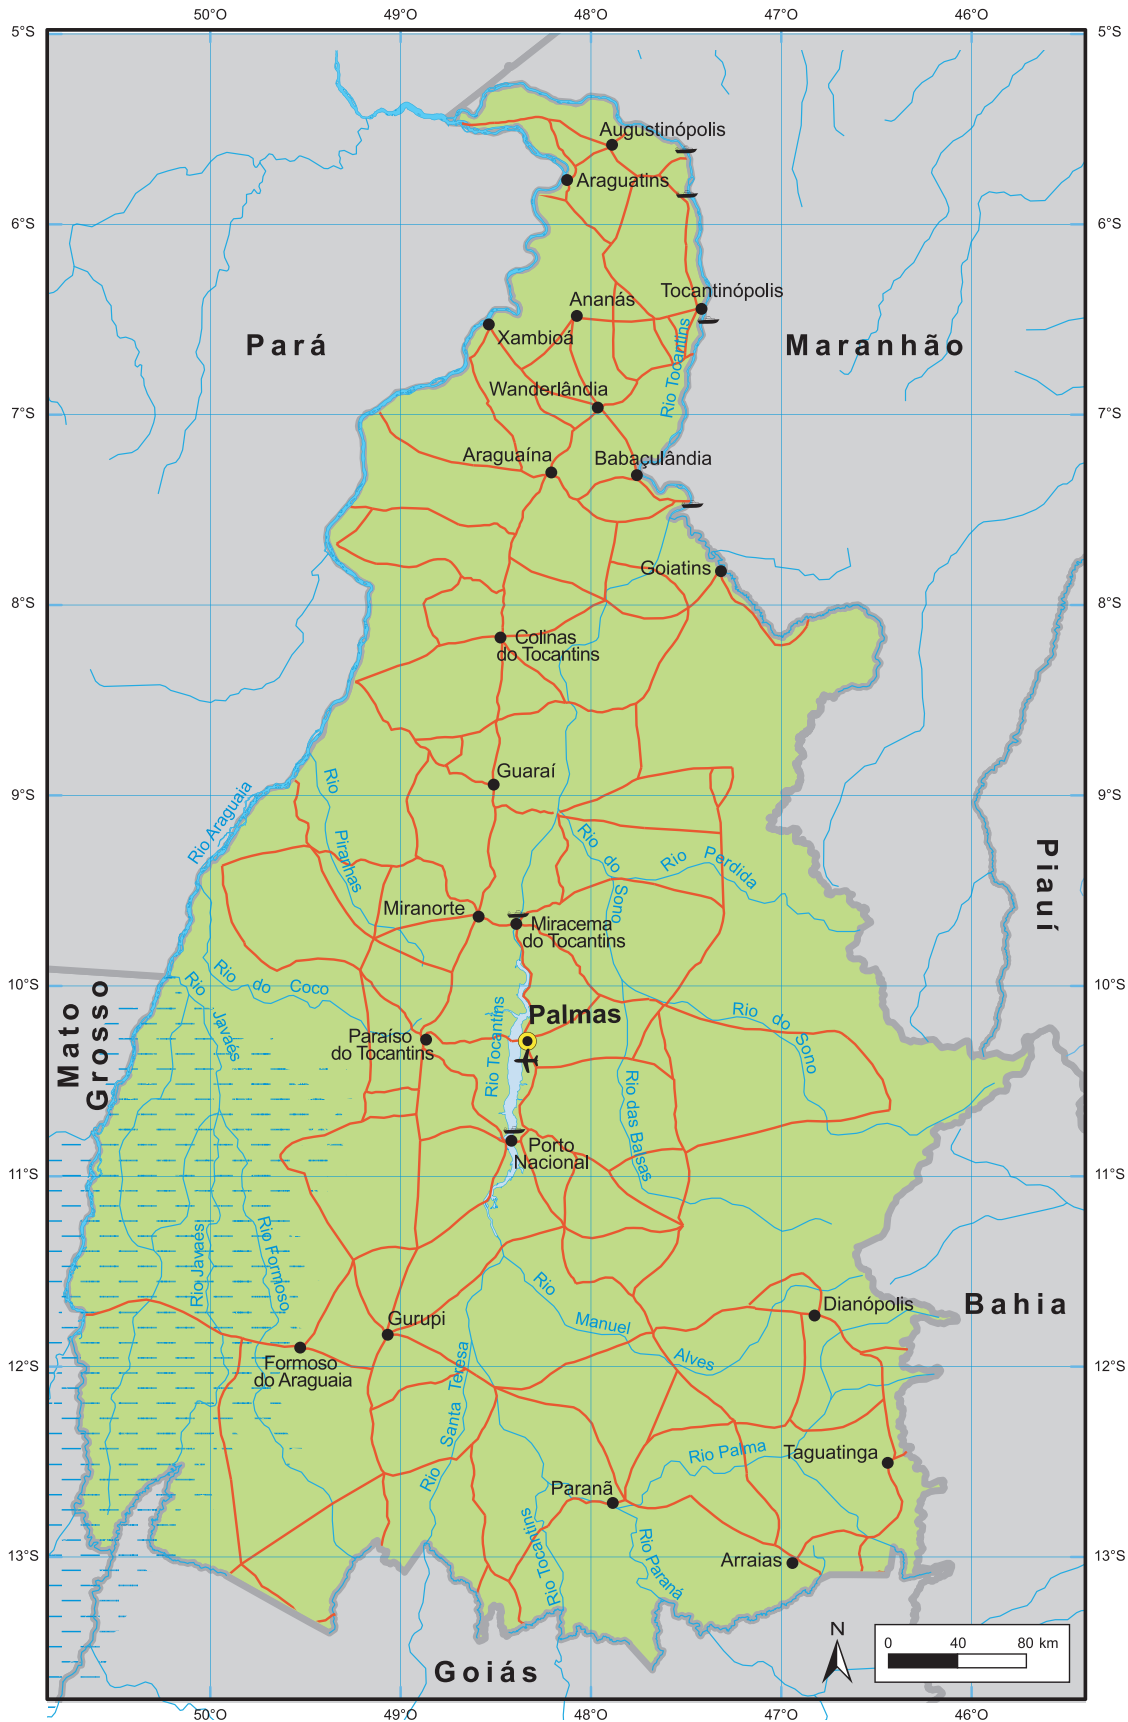 50°O 49°O 48°O 47°O 46°O
5°S 5°S
Augustinópolis
Araguatins
6°S 6°S
Tocantinópolis
Ananás
Xambioá
Pará
Maranhão
Rio Tocantins
Wanderlândia
7°S 7°S
Araguaína
Babaçulândia
Goiatins
8°S 8°S
Colinas
do Tocantins
Guaraí
Rio Piranhas
9°S 9°S
Rio Araguaia
Rio do Sono
Rio Perdida
Piauí
Miranorte
Miracema
do Tocantins
Rio do Coco
Rio Javaés
10°S 10°S
Mato
Grosso
Rio Tocantins
Palmas
Rio do Sono
Paraíso
do Tocantins
Rio das Balsas
Porto
Nacional
11°S 11°S
Rio Javaés
Rio Formoso
Rio Manuel Alves
Dianópolis
Bahia
Gurupi
Formoso
do Araguaia
12°S 12°S
Rio Santa Teresa
Rio Palma
Taguatinga
Paranã
Rio Tocantins
Rio Paranã
Arraias
13°S 13°S
Goiás
N
0 40 80 km
50°O 49°O 48°O 47°O 46°O